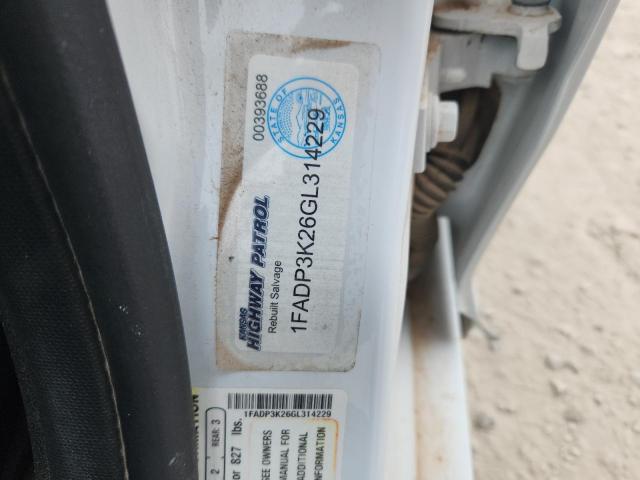 KANSAS
HIGHWAY PATROL
Rebuilt Salvage
1FADP3K26GL314229
00393688
STATE OF KANSAS
1FADP3K26GL314229
2 REAR: 3
or 827 lbs.
SEE OWNERS
MANUAL FOR
ADDITIONAL
INFORMATION